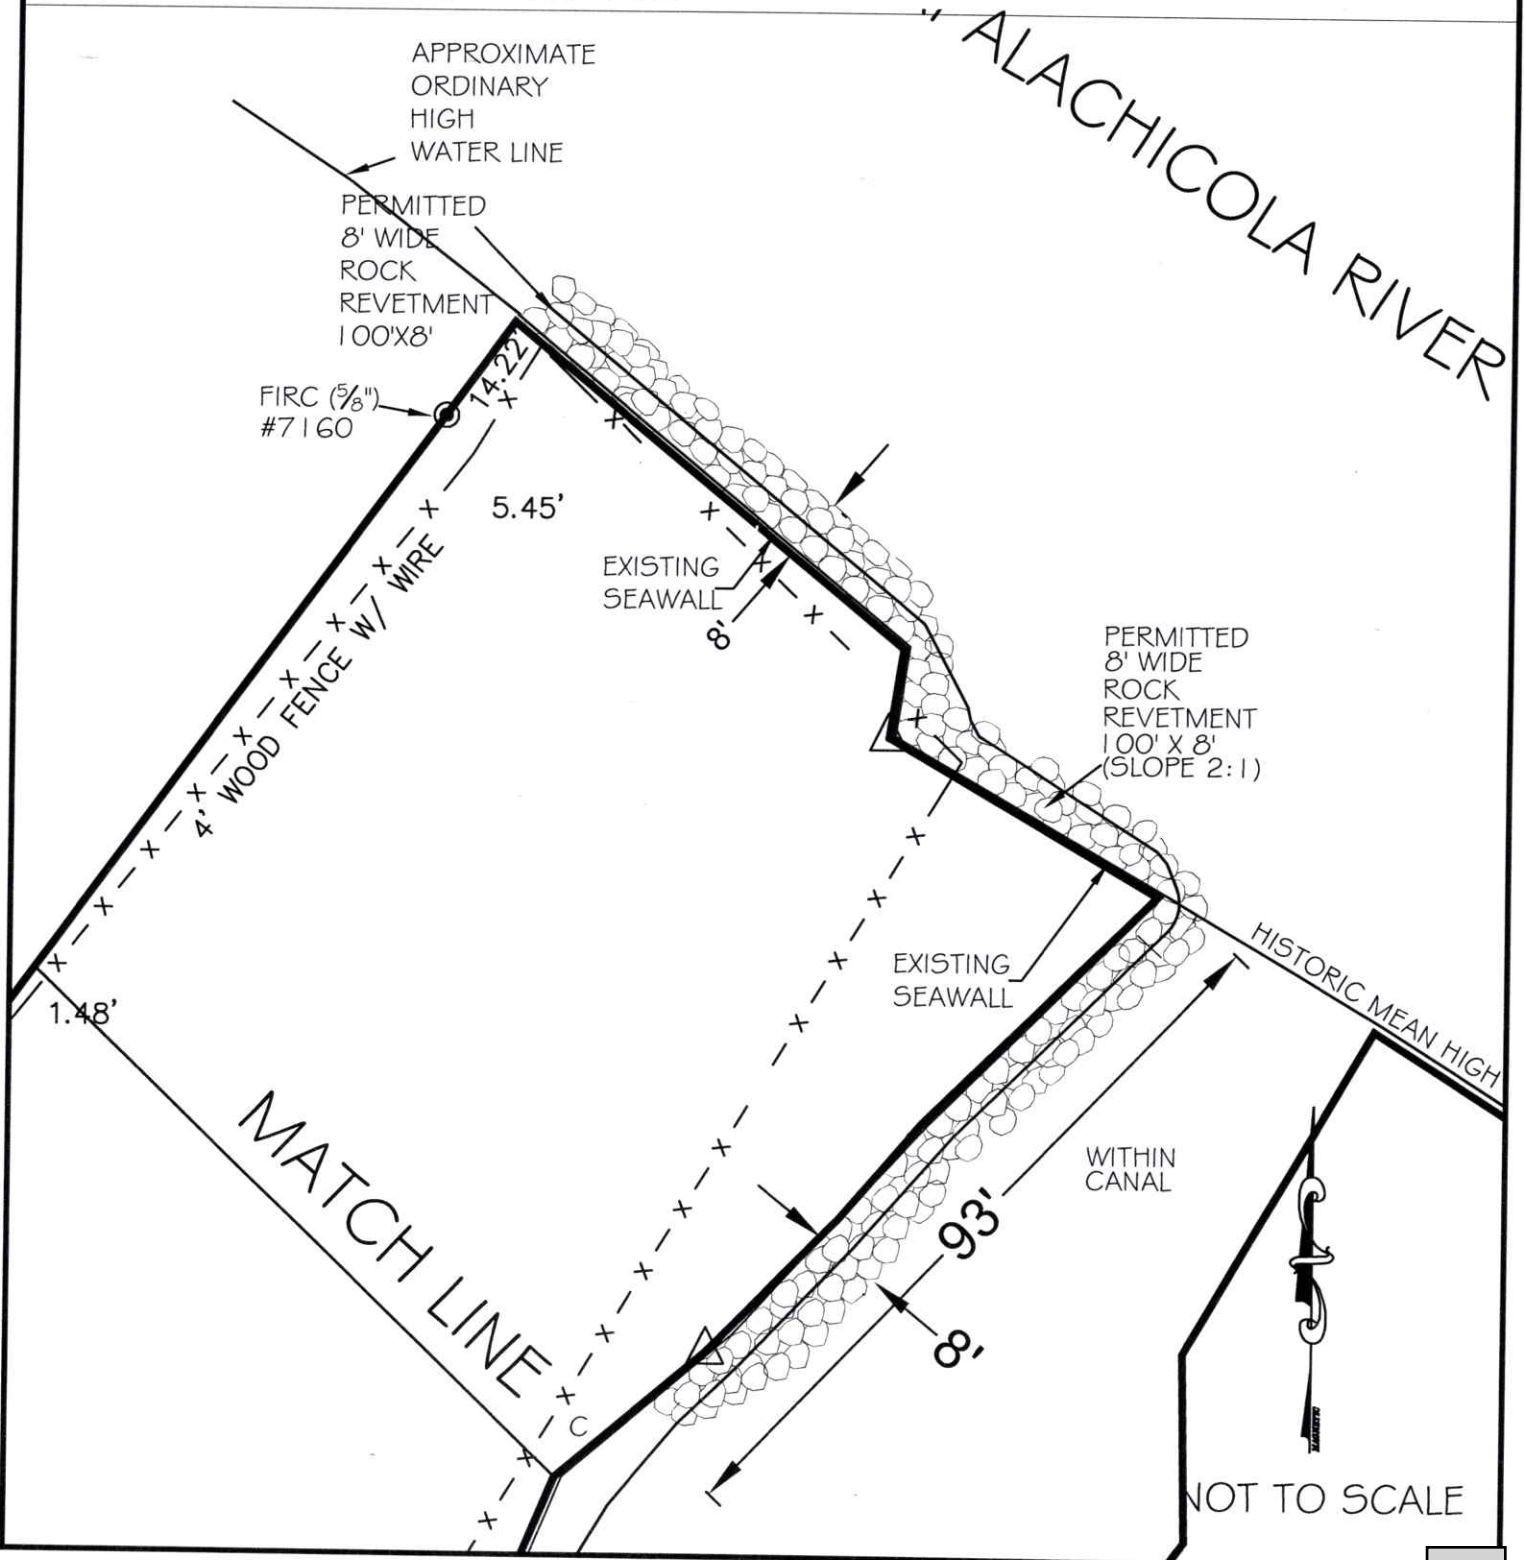 ALACHICOLA RIVER
APPROXIMATE
ORDINARY
HIGH
WATER LINE
PERMITTED
8' WIDE
ROCK
REVETMENT
100'X8'
14.22'
FIRC (5/8")
#7160
5.45'
4' WOOD FENCE W/ WIRE
EXISTING
SEAWALL
8'
PERMITTED
8' WIDE
ROCK
REVETMENT
100' X 8'
(SLOPE 2:1)
EXISTING
SEAWALL
HISTORIC MEAN HIGH
1.48'
MATCH LINE
WITHIN
CANAL
93'
8'
C
NOT TO SCALE